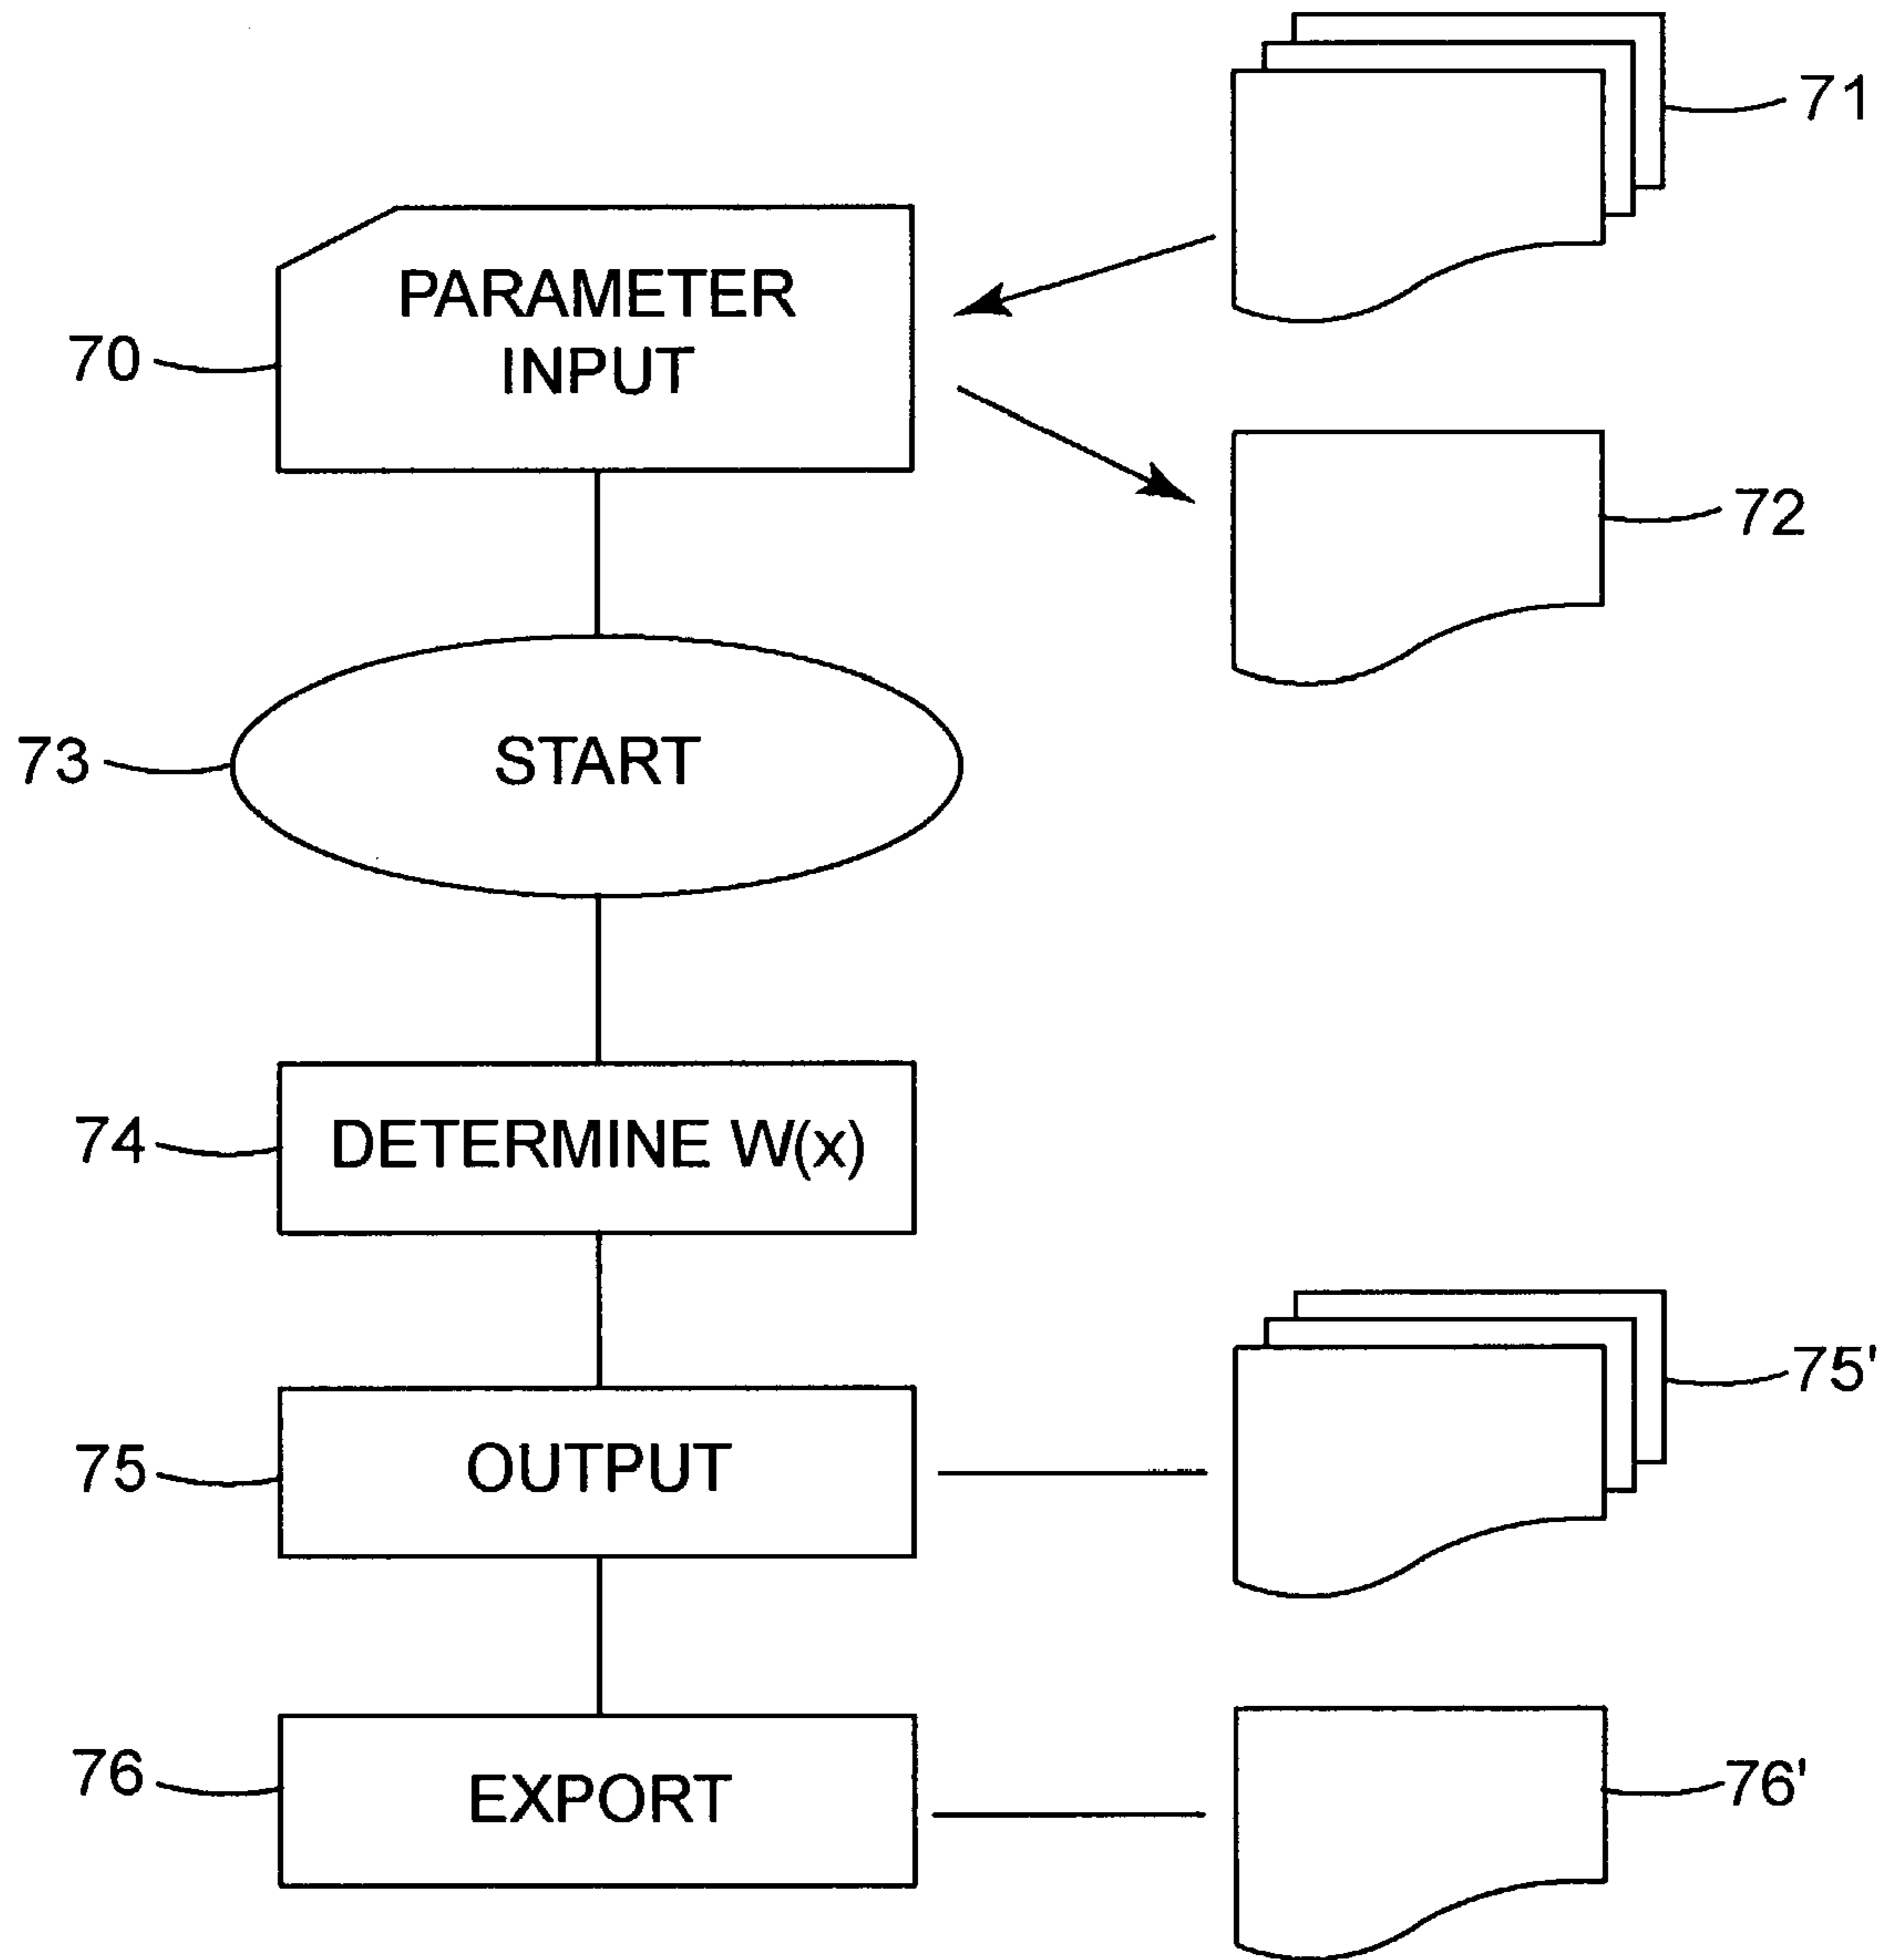 71
PARAMETER
INPUT
70
72
73
START
74
DETERMINE W(x)
75'
75
OUTPUT
76
EXPORT
76'